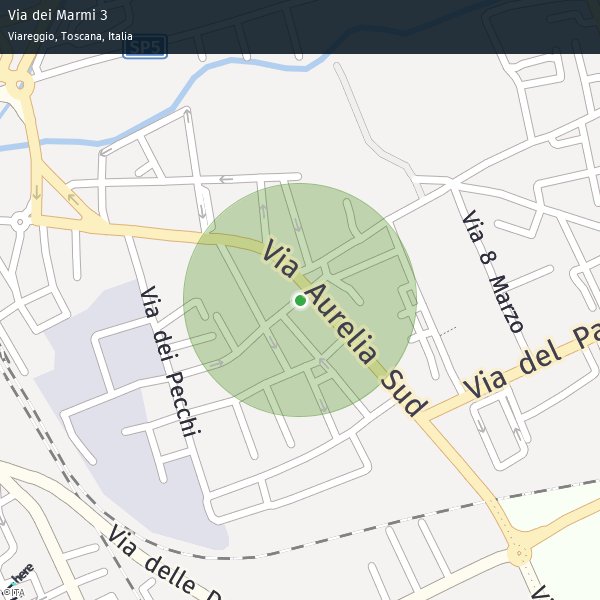 Via dei Marmi 3
Viareggio, Toscana, Italia
SP5
Via 8 Marzo
Via Aurelia Sud
Via dei Pecchi
Via del Pa
Via delle D
Vi
here